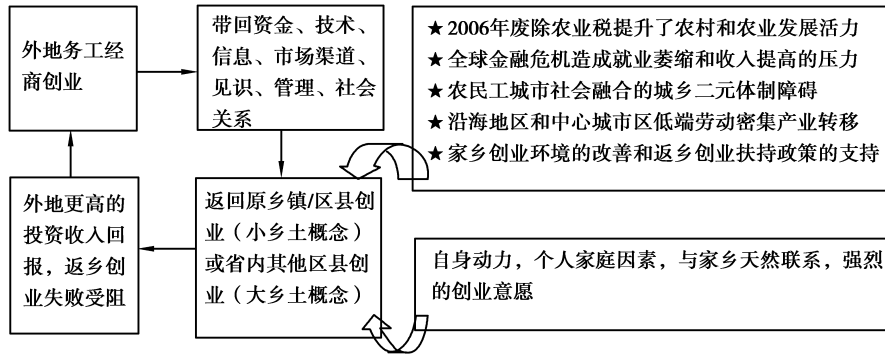 外地务工经
商创业
带回资金、技术、
信息、市场渠道、
见识、管理、社会
关系
★2006年废除农业税提升了农村和农业发展活力
★全球金融危机造成就业萎缩和收入提高的压力
★农民工城市社会融合的城乡二元体制障碍
★沿海地区和中心城市区低端劳动密集产业转移
★家乡创业环境的改善和返乡创业扶持政策的支持
外地更高的
投资收入回
报，返乡创
业失败受阻
返回原乡镇/区县创
业（小乡土概念）
或省内其他区县创
业（大乡土概念）
自身动力，个人家庭因素，与家乡天然联系，强烈
的创业意愿